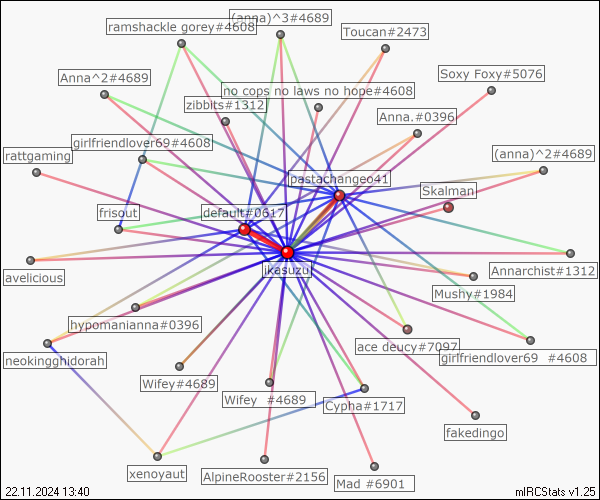 (anna)^3#4689
ramshackle gorey#4608
Toucan#2473
Soxy Foxy#5076
Anna^2#4689
no cops no laws no hope#4608
zibbits#1312
Anna.#0396
girlfriendlover69#4608
rattgaming
(anna)^2#4689
pastachangeo41
Skalman
frisout
default#0617
ikasuzu
avelicious
Annarchist#1312
Mushy#1984
hypomanianna#0396
ace deucy#7097
girlfriendlover69 #4608
neokingghidorah
Wifey#4689
Wifey #4689
Cypha#1717
fakedingo
xenoyaut
AlpineRooster#2156
Mad #6901
22.11.2024 13:40
mIRCStats v1.25